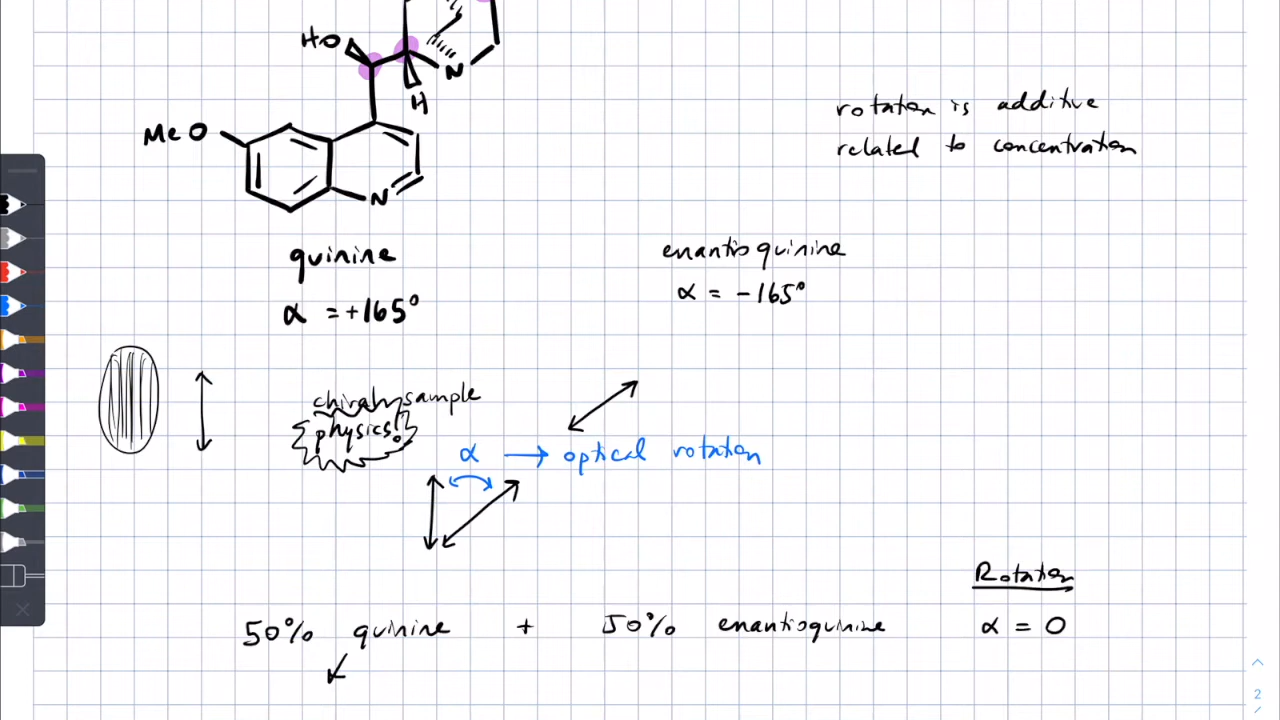 HO
N
H
MeO
N
rotation is additive
related to concentration
quinine
α = +165°
enantioquinine
α = -165°
chiral sample
physics!
α → optical rotation
Rotation
50% quinine + 50% enantioquinine α = 0
2